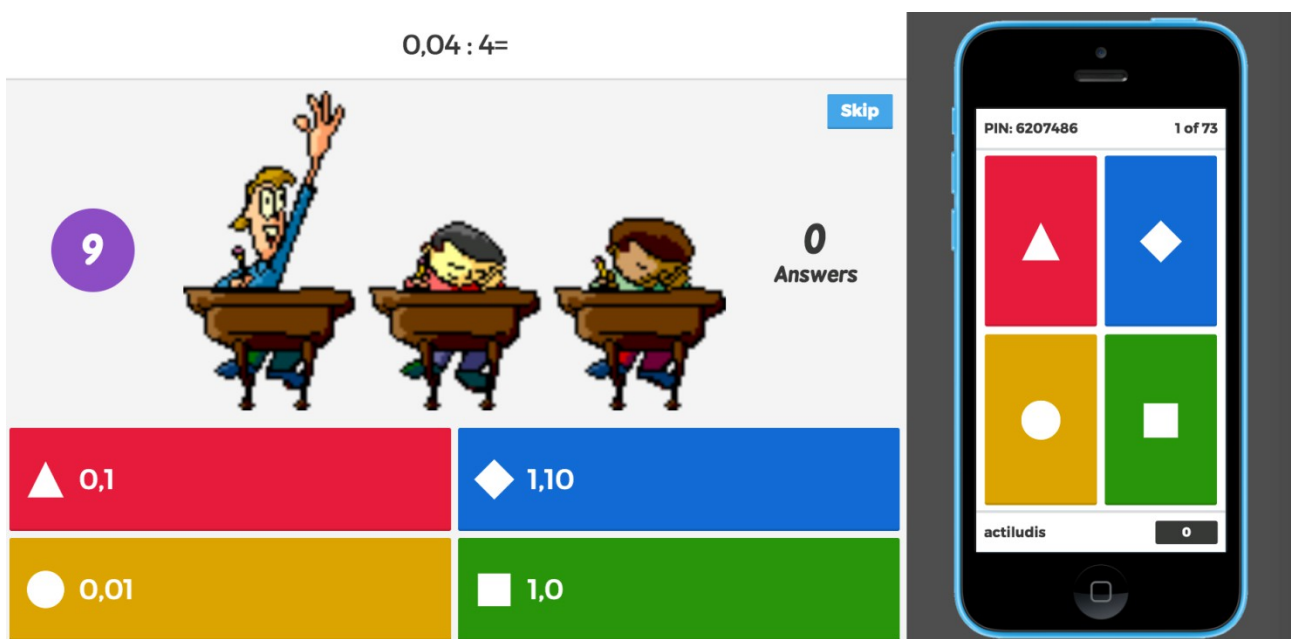 0,04 : 4=
Skip
9
0
Answers
0,1
1,10
0,01
1,0
PIN: 6207486
1 of 73
actiludis
0